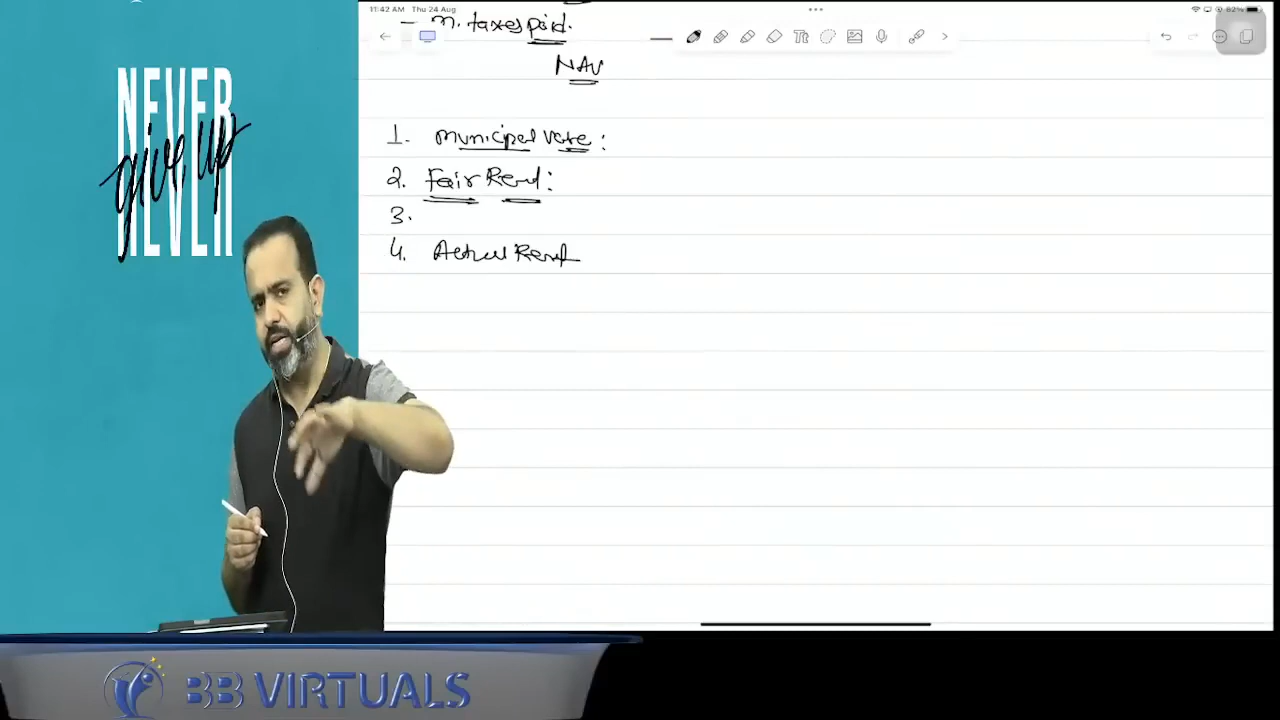 11:42 AM Thu 24 Aug
82%
- M. taxes paid.
NAV
1. Municipal Value :
2. Fair Rent :
3.
4. Actual Rent
NEVER
give up
NEVER
BB VIRTUALS